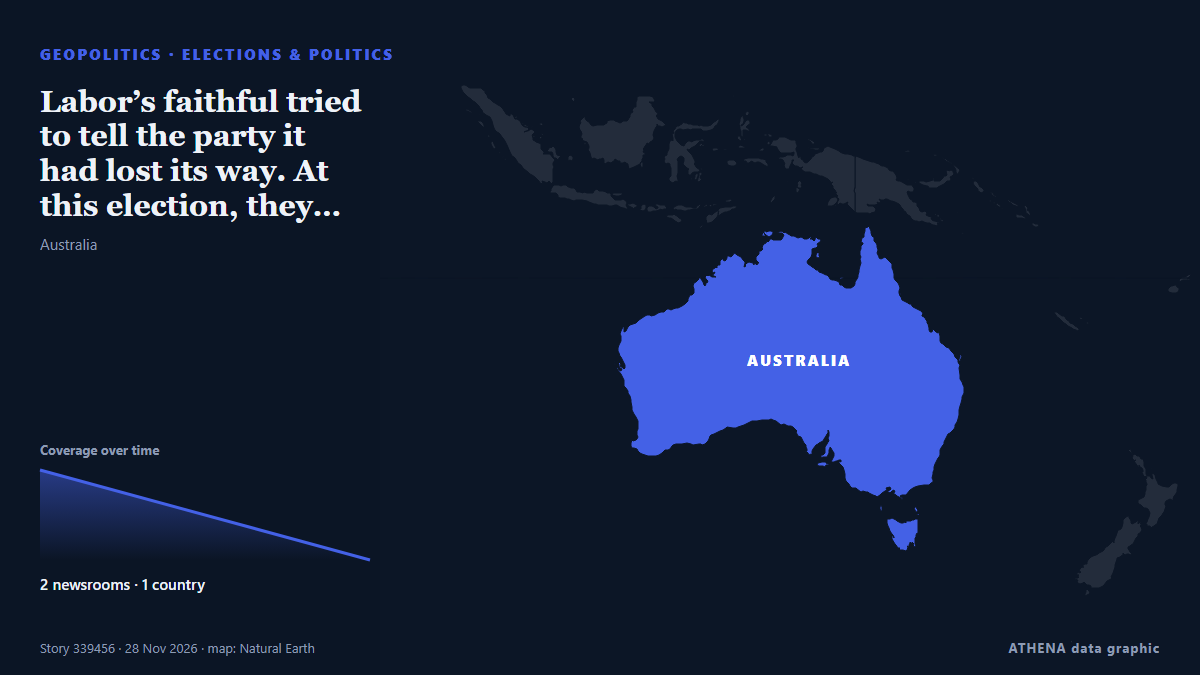 GEOPOLITICS · ELECTIONS & POLITICS
Labor’s faithful tried
to tell the party it
had lost its way. At
this election, they…
Australia
AUSTRALIA
Coverage over time
2 newsrooms · 1 country
Story 339456 · 28 Nov 2026 · map: Natural Earth
ATHENA data graphic